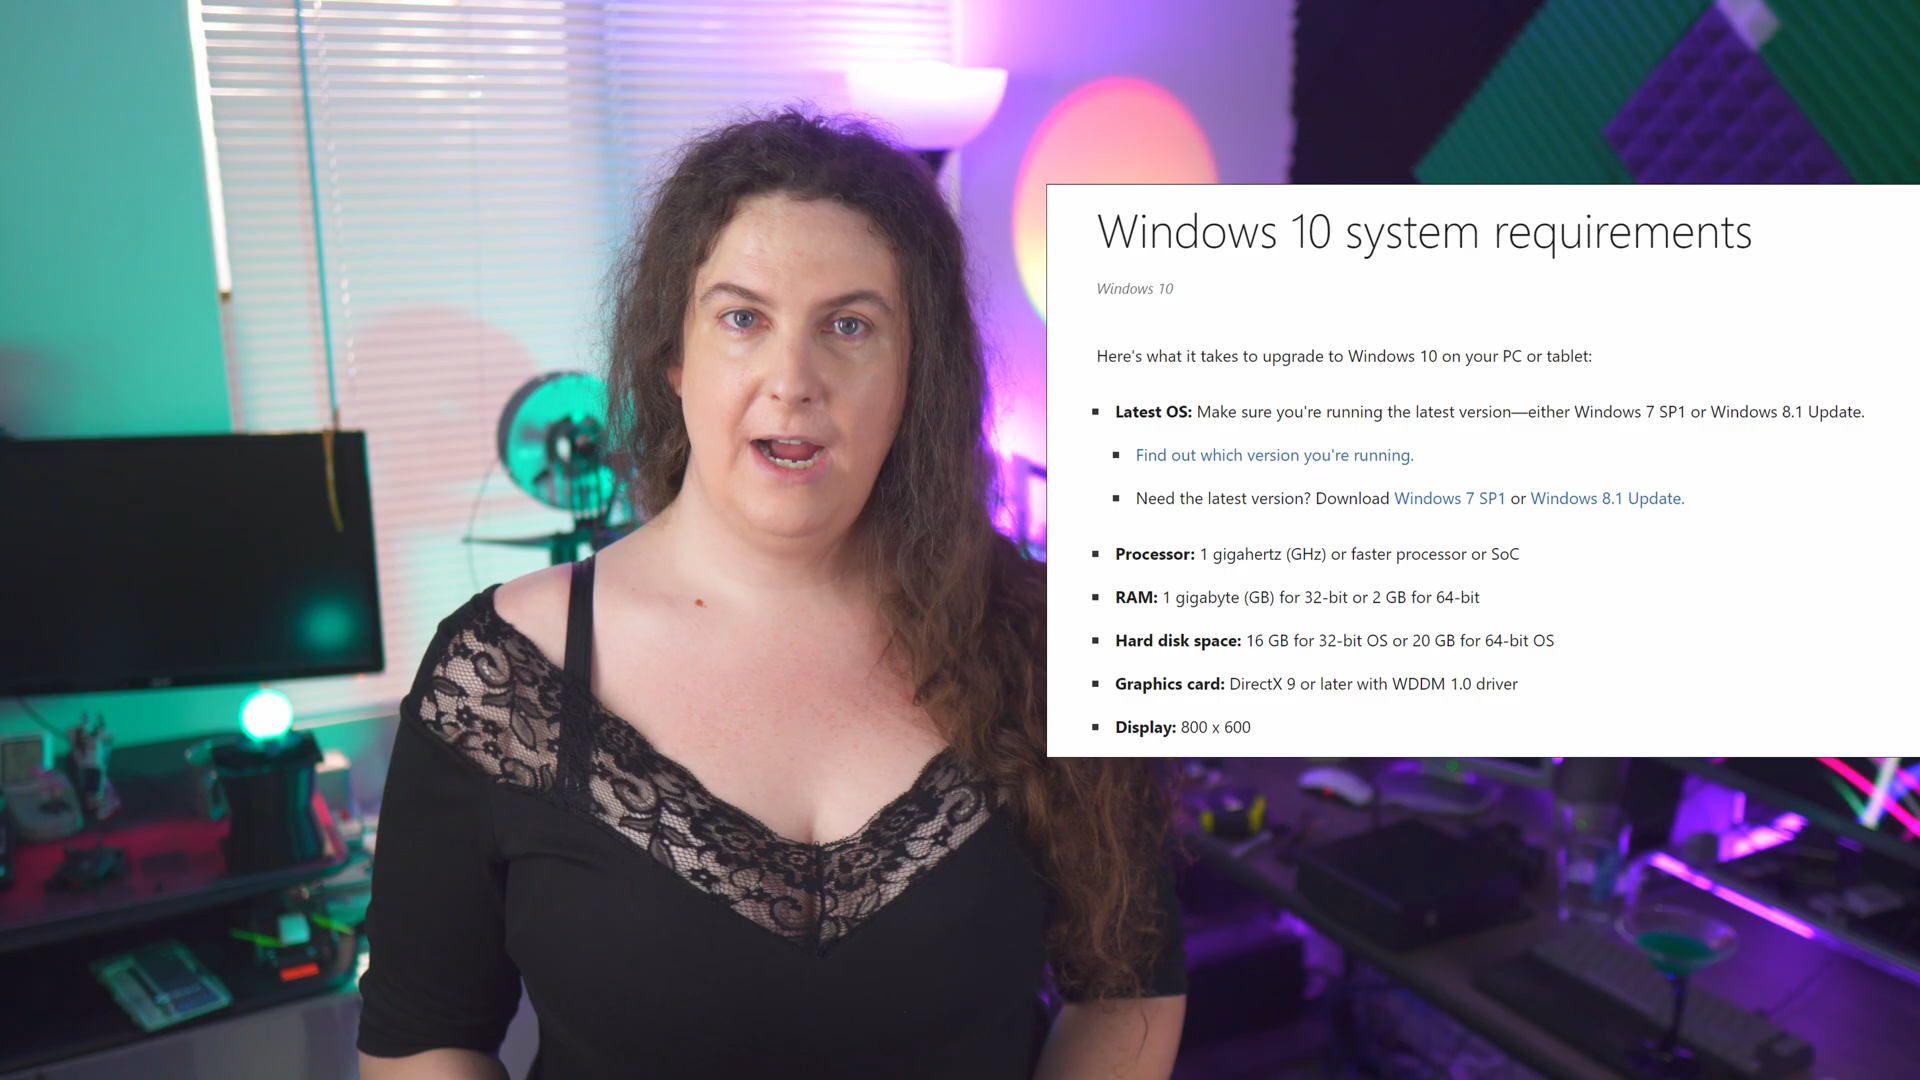 Windows 10 system requirements
Windows 10
Here's what it takes to upgrade to Windows 10 on your PC or tablet:
Latest OS: Make sure you're running the latest version—either Windows 7 SP1 or Windows 8.1 Update.
Find out which version you're running.
Need the latest version? Download Windows 7 SP1 or Windows 8.1 Update.
Processor: 1 gigahertz (GHz) or faster processor or SoC
RAM: 1 gigabyte (GB) for 32-bit or 2 GB for 64-bit
Hard disk space: 16 GB for 32-bit OS or 20 GB for 64-bit OS
Graphics card: DirectX 9 or later with WDDM 1.0 driver
Display: 800 x 600